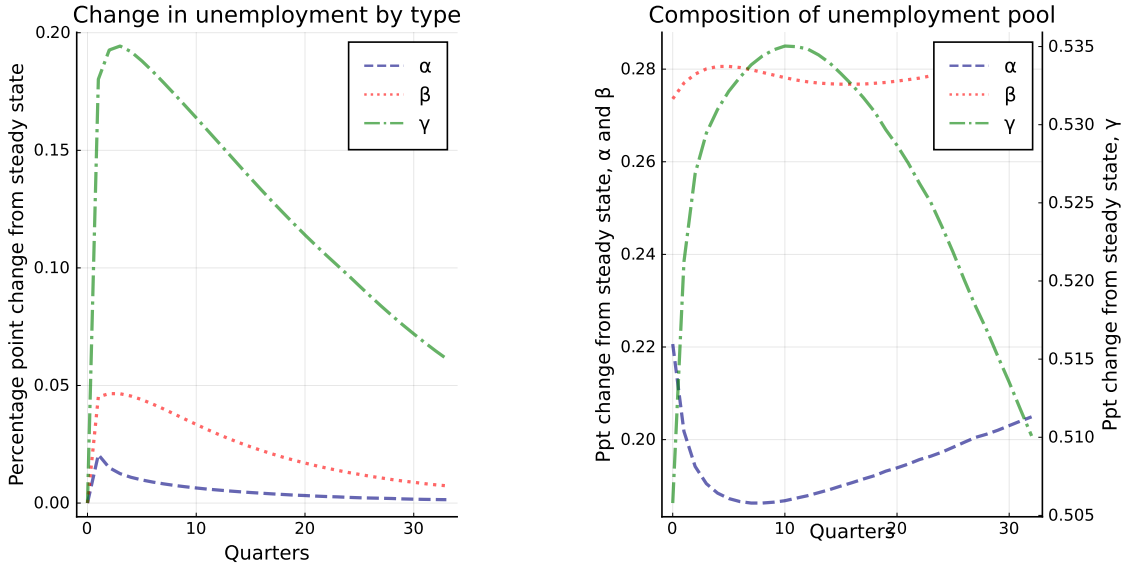 Change in unemployment by type
Percentage point change from steady state
0.20
0.15
0.10
0.05
0.00
0
10
20
30
Quarters
α
β
γ
Composition of unemployment pool
Ppt change from steady state, α and β
0.28
0.26
0.24
0.22
0.20
0
10
20
30
Quarters
α
β
γ
0.535
0.530
0.525
0.520
0.515
0.510
0.505
Ppt change from steady state, γ